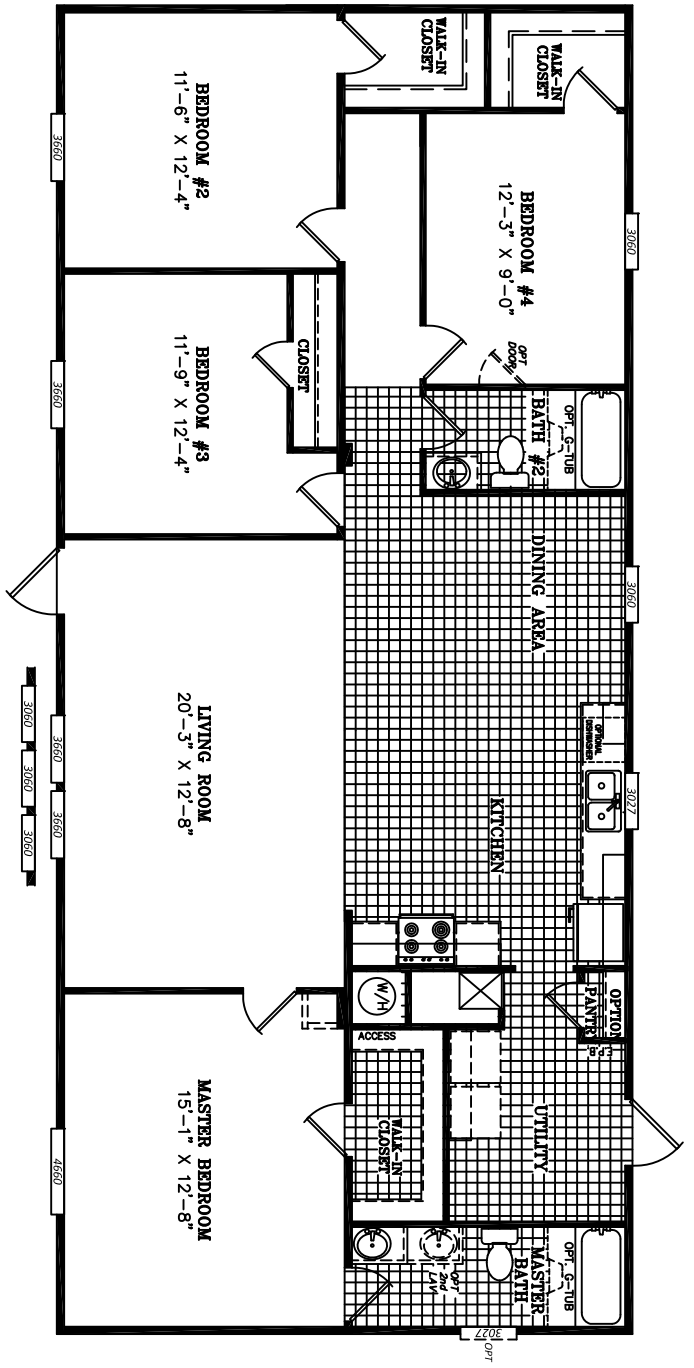 WALK-IN
CLOSET
WALK-IN
CLOSET
BEDROOM #2
11'-6" X 12'-4"
3660
BEDROOM #4
12'-3" X 9'-0"
3060
OPT
DOOR
BEDROOM #3
11'-9" X 12'-4"
3660
CLOSET
BATH #2
OPT. G-TUB
DINING AREA
3060
LIVING ROOM
20'-3" X 12'-8"
3660
3660
3060
3060
3060
OPTIONAL
DISHWASHER
3027
KITCHEN
W/H
OPTION
PANTRY
E.P.B.
ACCESS
WALK-IN
CLOSET
UTILITY
MASTER BEDROOM
15'-1" X 12'-8"
4660
OPT
2nd
LAV
MASTER
BATH
OPT. G-TUB
3027
OPT